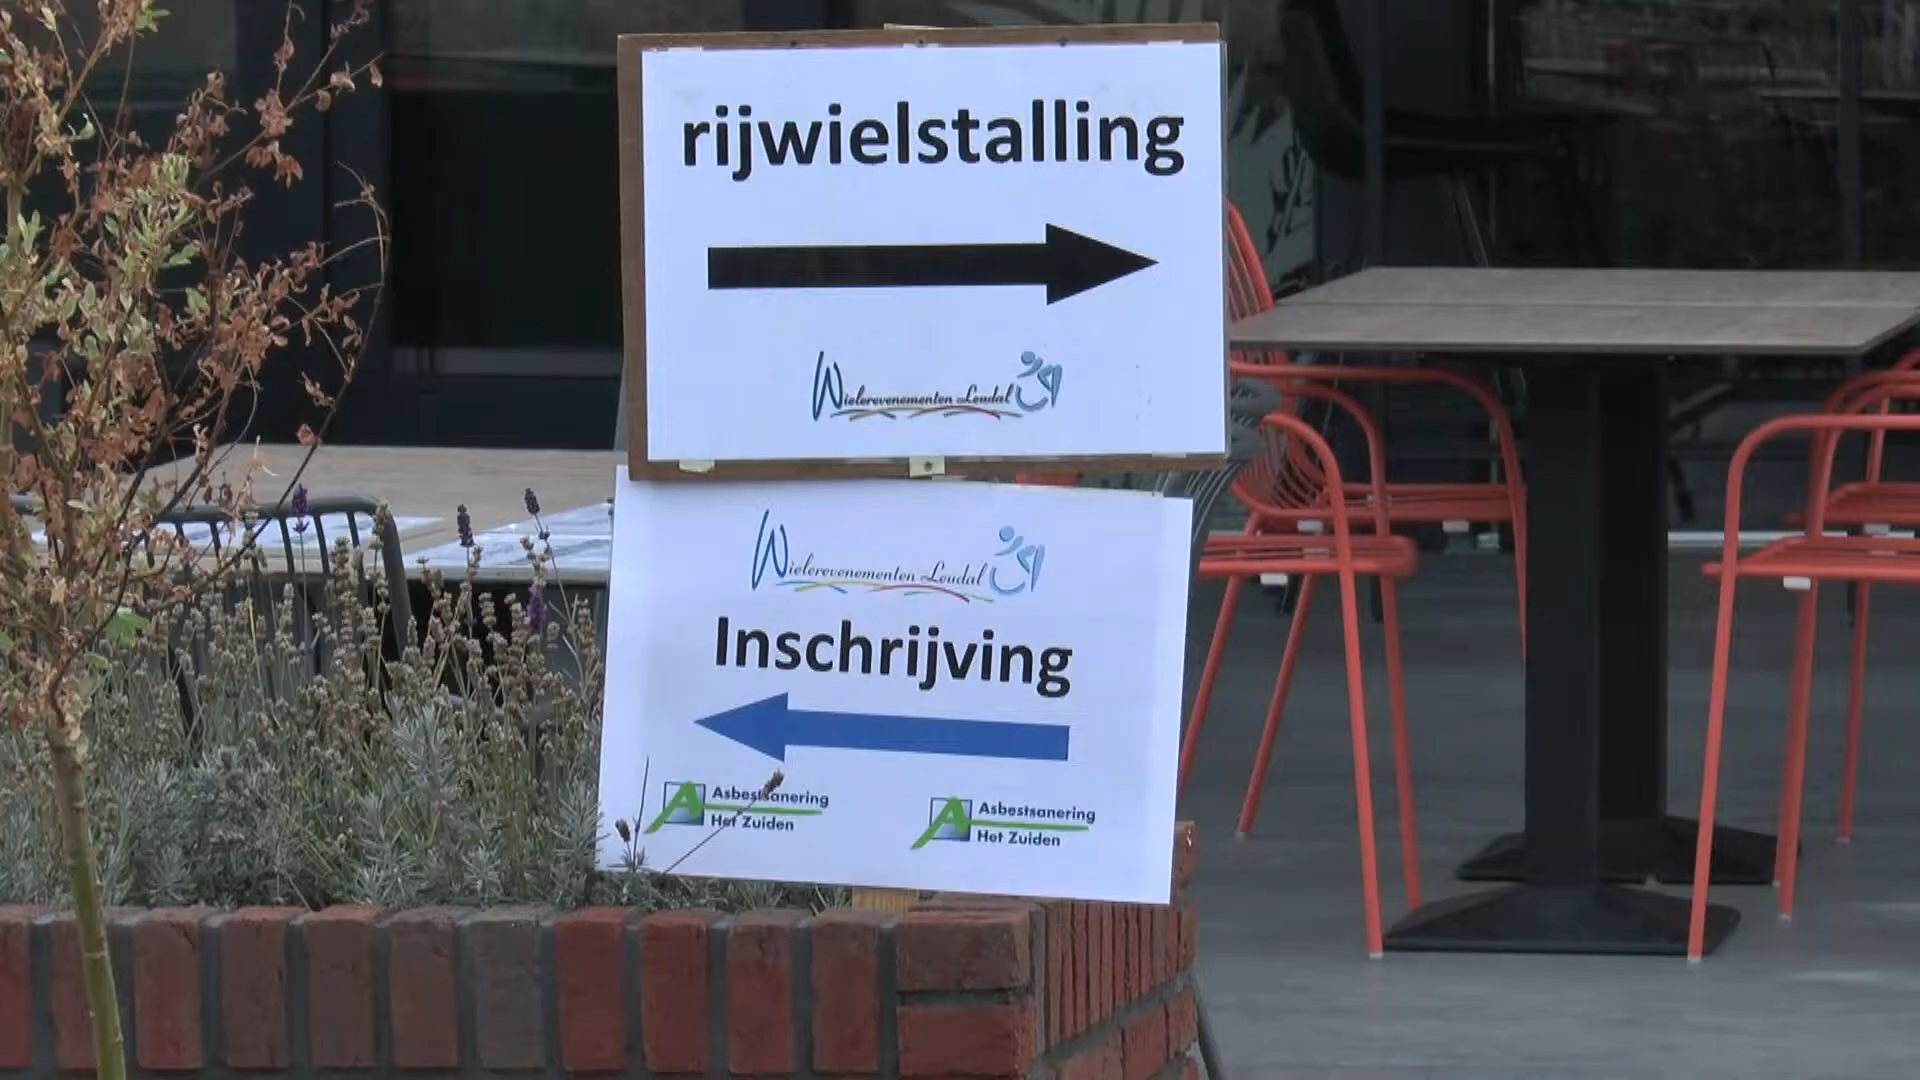 rijwielstalling
Wielerevenementen Leudal
Wielerevenementen Leudal
Inschrijving
Asbestsanering
Het Zuiden
Asbestsanering
Het Zuiden